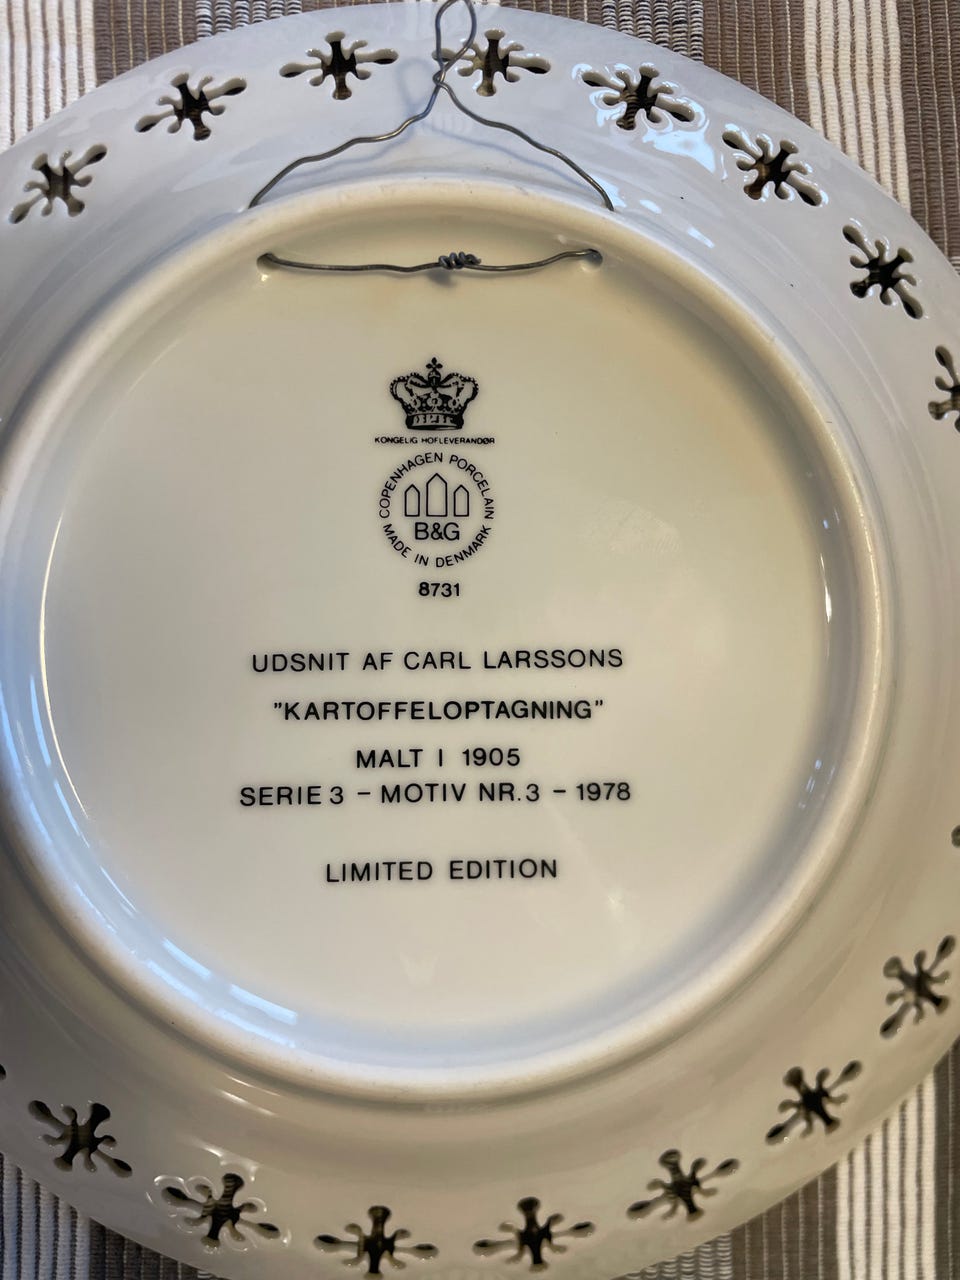 KONGELIG HOFLEVERANDØR
COPENHAGEN PORCELAIN
B&G
MADE IN DENMARK
8731
UDSNIT AF CARL LARSSONS
"KARTOFFELOPTAGNING"
MALT I 1905
SERIE 3 – MOTIV NR. 3 – 1978
LIMITED EDITION